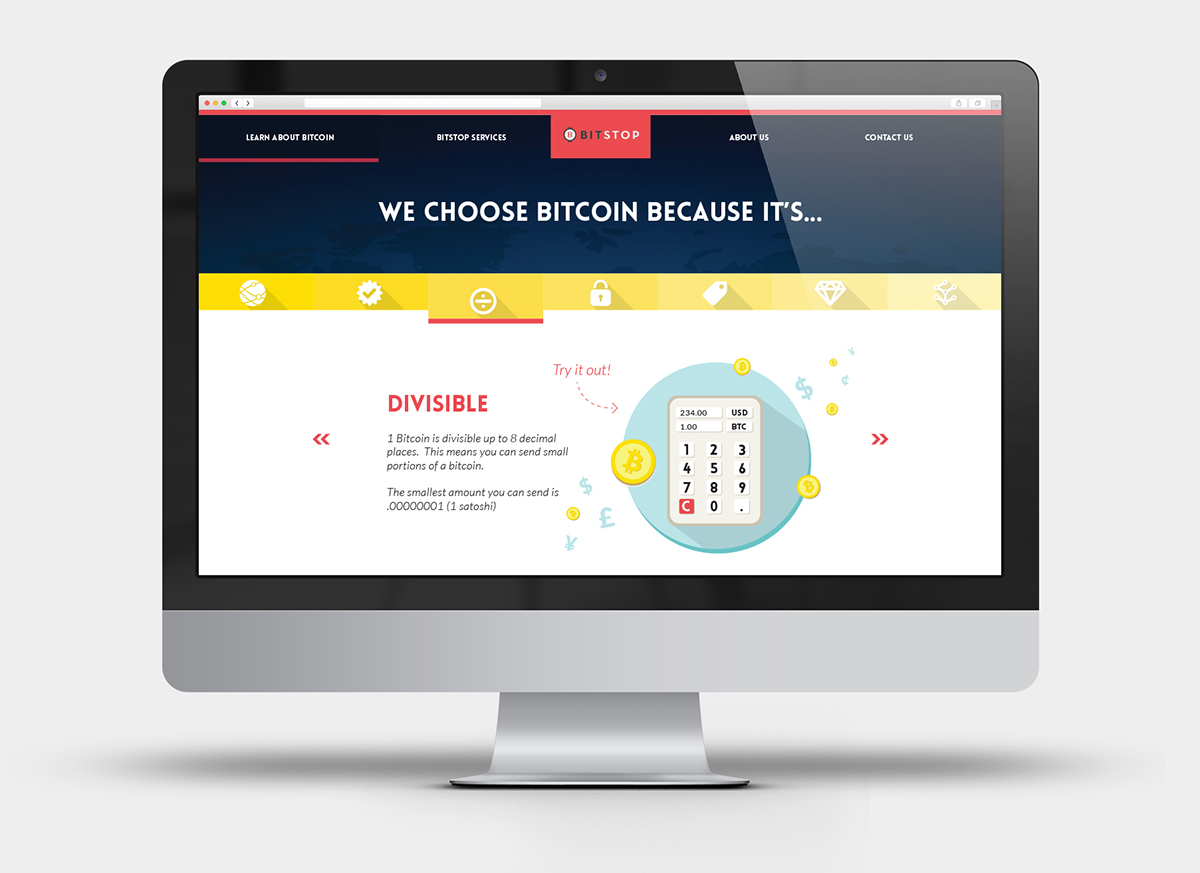 LEARN ABOUT BITCOIN
BITSTOP SERVICES
BITSTOP
ABOUT US
CONTACT US
WE CHOOSE BITCOIN BECAUSE IT'S...
Try it out!
DIVISIBLE
1 Bitcoin is divisible up to 8 decimal
places. This means you can send small
portions of a bitcoin.
The smallest amount you can send is
.00000001 (1 satoshi)
234.00 USD
1.00 BTC
1 2 3
4 5 6
7 8 9
C 0 .